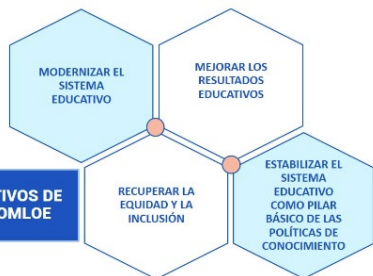 MODERNIZAR EL
SISTEMA
EDUCATIVO
MEJORAR LOS
RESULTADOS
EDUCATIVOS
TIVOS DE
OMLOE
RECUPERAR LA
EQUIDAD Y LA
INCLUSIÓN
ESTABILIZAR EL
SISTEMA
EDUCATIVO
COMO PILAR
BÁSICO DE LAS
POLÍTICAS DE
CONOCIMIENTO